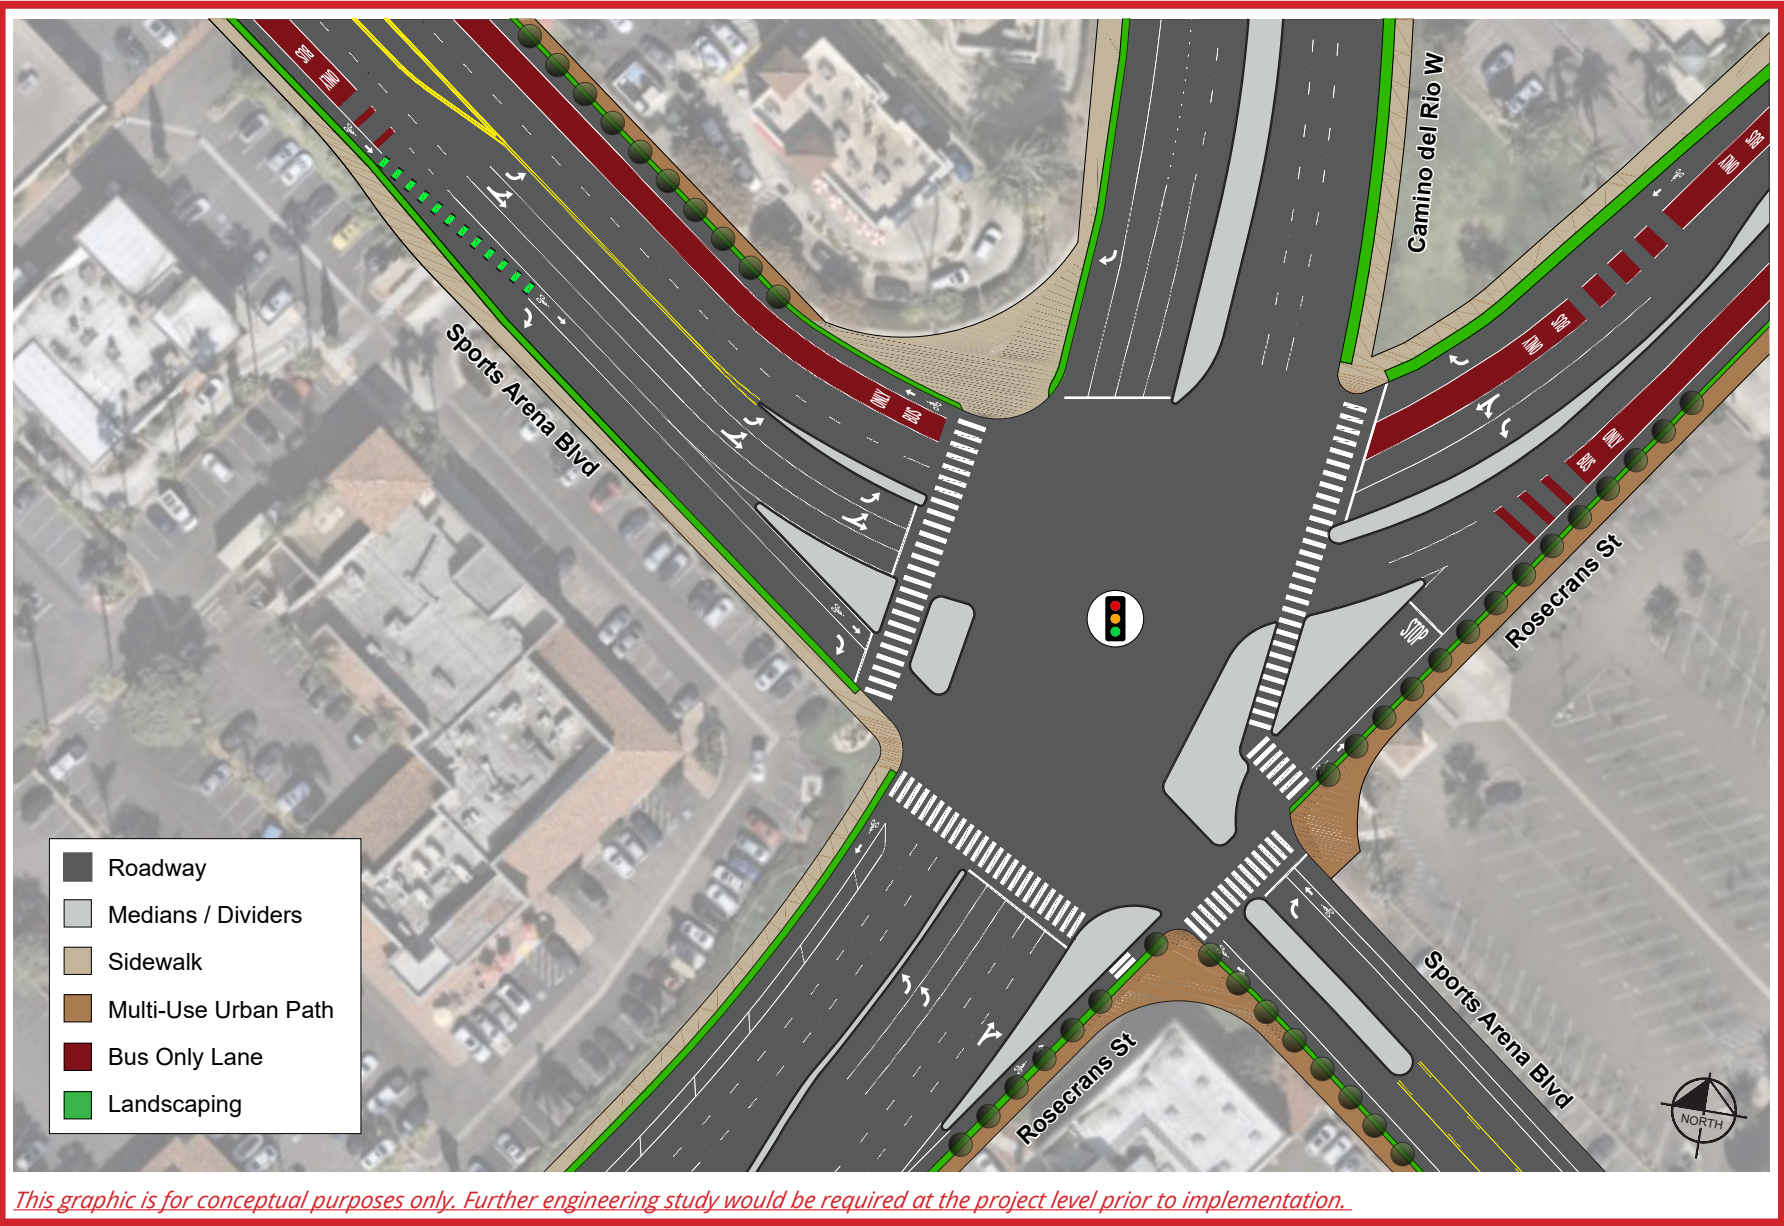 BUS
ONLY
Camino del Rio W
BUS
ONLY
BUS
ONLY
Sports Arena Blvd
ONLY
BUS
ONLY
BUS
Rosecrans St
STOP
Roadway
Medians / Dividers
Sidewalk
Multi-Use Urban Path
Bus Only Lane
Landscaping
Sports Arena Blvd
Rosecrans St
NORTH
This graphic is for conceptual purposes only. Further engineering study would be required at the project level prior to implementation.